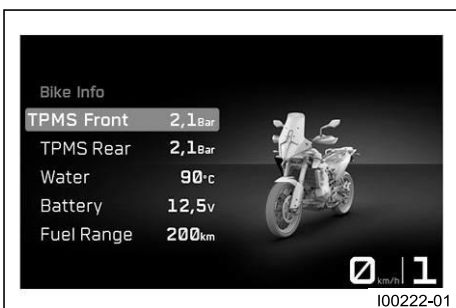 Bike Info
TPMS Front 2,1Bar
TPMS Rear 2,1Bar
Water 90°C
Battery 12,5V
Fuel Range 200km
0 km/h 1
I00222-01